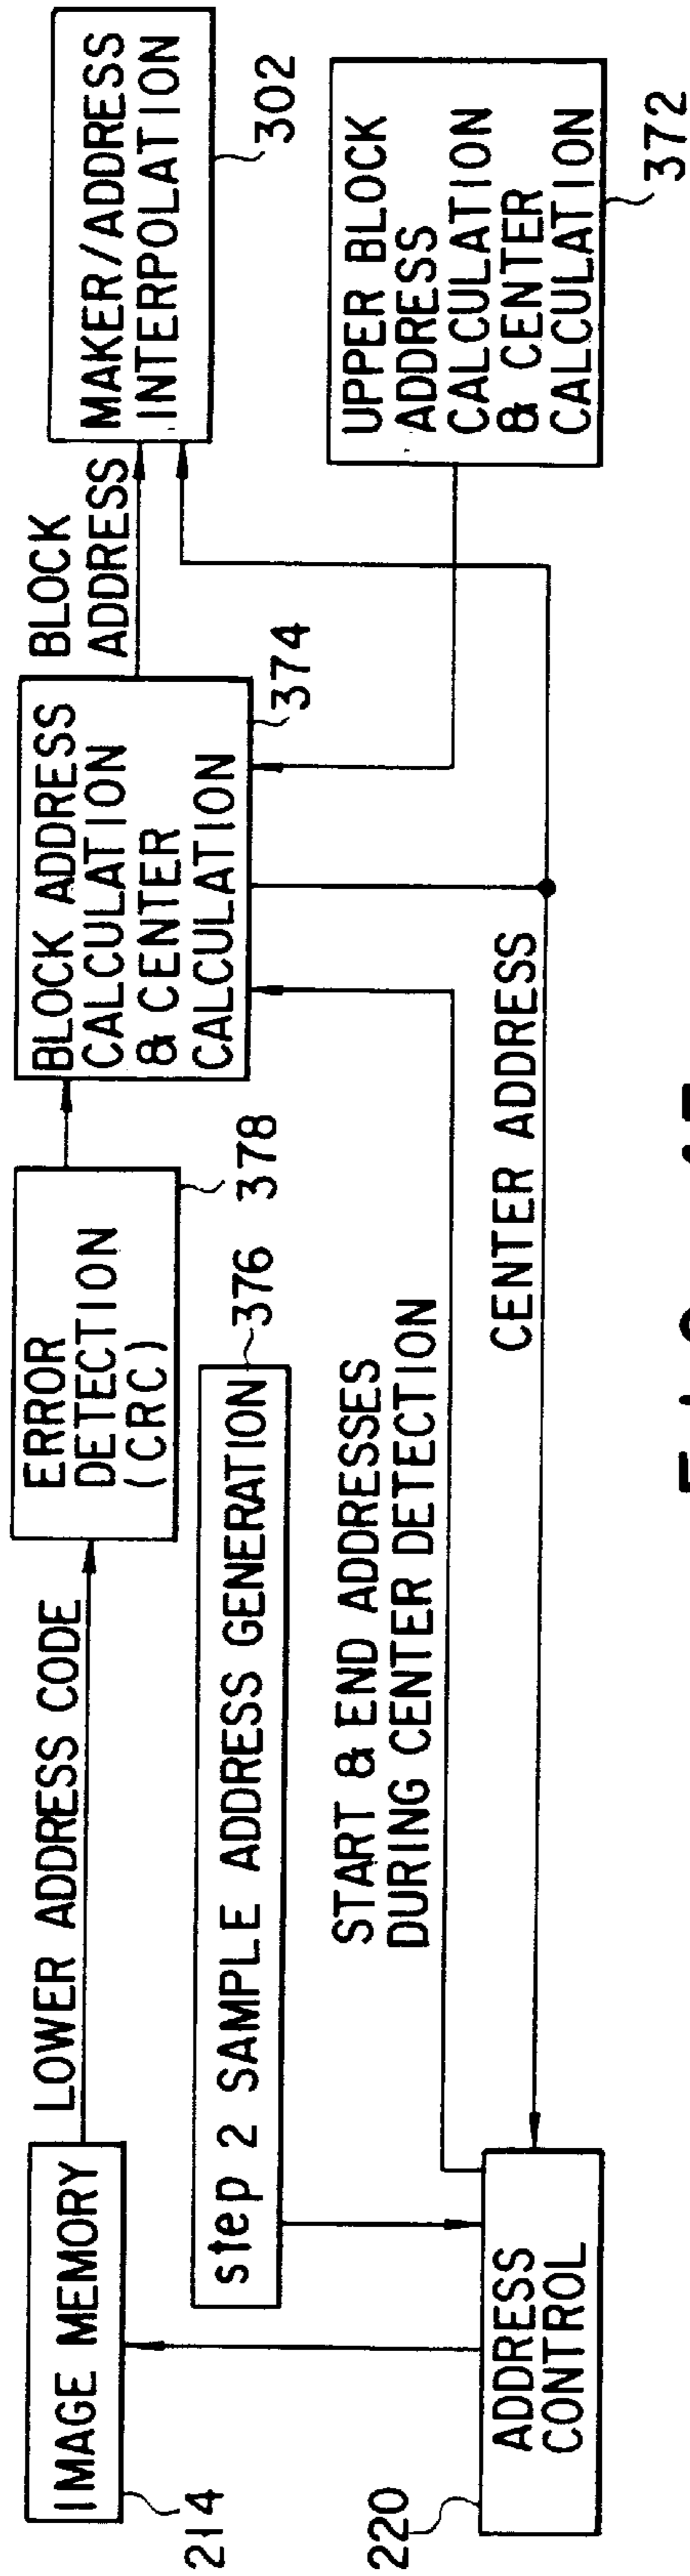 IMAGE MEMORY
214
LOWER ADDRESS CODE
ERROR
DETECTION
(CRC)
378
BLOCK ADDRESS
CALCULATION
& CENTER
CALCULATION
374
BLOCK
ADDRESS
MAKER/ADDRESS
INTERPOLATION
302
step 2 SAMPLE ADDRESS GENERATION
376
START & END ADDRESSES
DURING CENTER DETECTION
UPPER BLOCK
ADDRESS
CALCULATION
& CENTER
CALCULATION
372
CENTER ADDRESS
ADDRESS
CONTROL
220